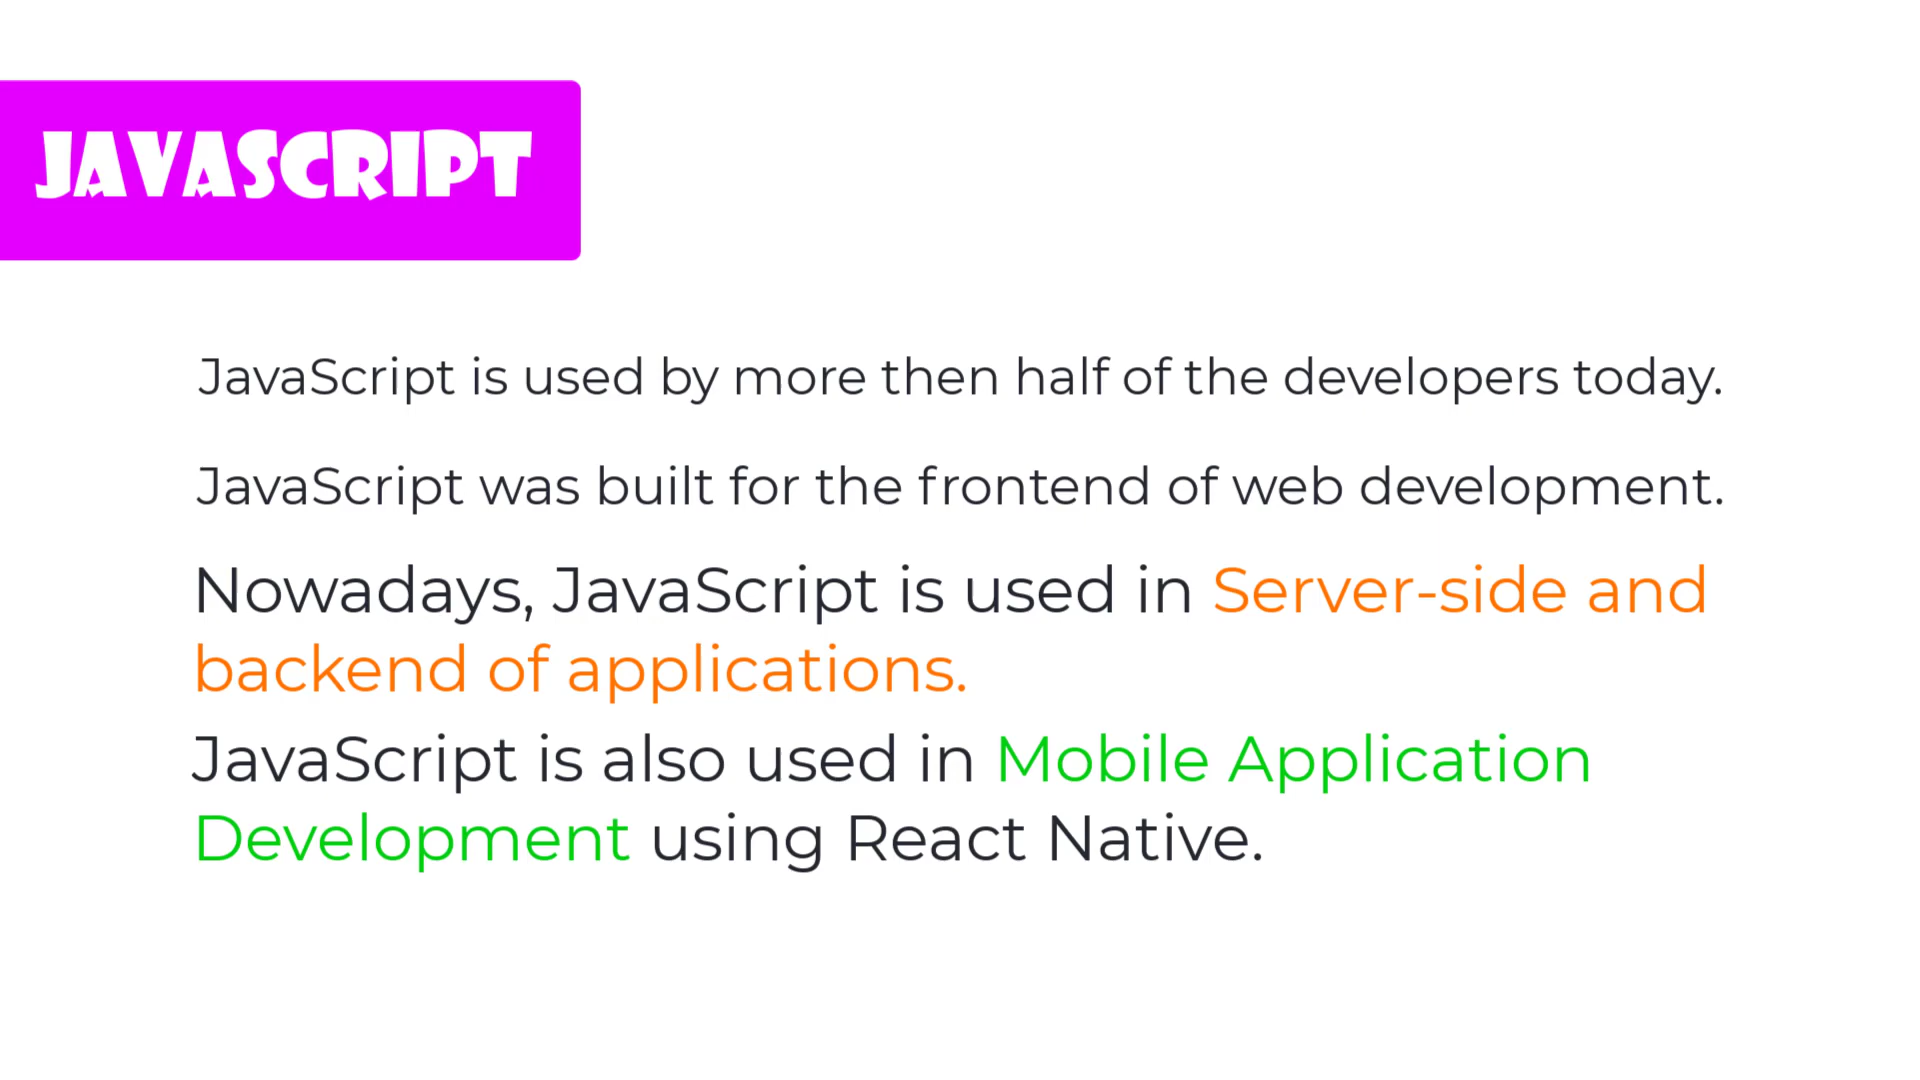 JAVASCRIPT
JavaScript is used by more then half of the developers today.
JavaScript was built for the frontend of web development.
Nowadays, JavaScript is used in Server-side and
backend of applications.
JavaScript is also used in Mobile Application
Development using React Native.